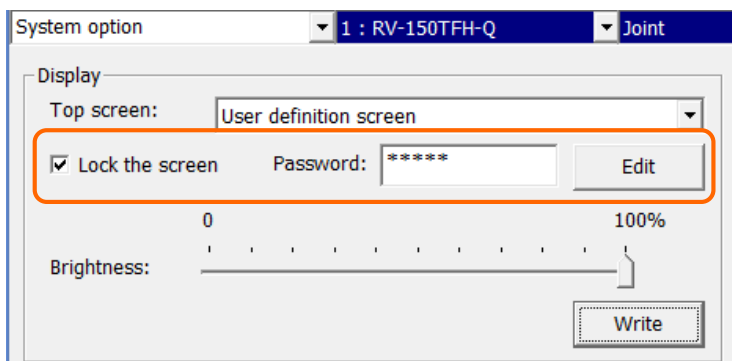 System option 1 : RV-150TFH-Q Joint
Display
Top screen: User definition screen
Lock the screen Password: ***** Edit
0 100%
Brightness:
Write